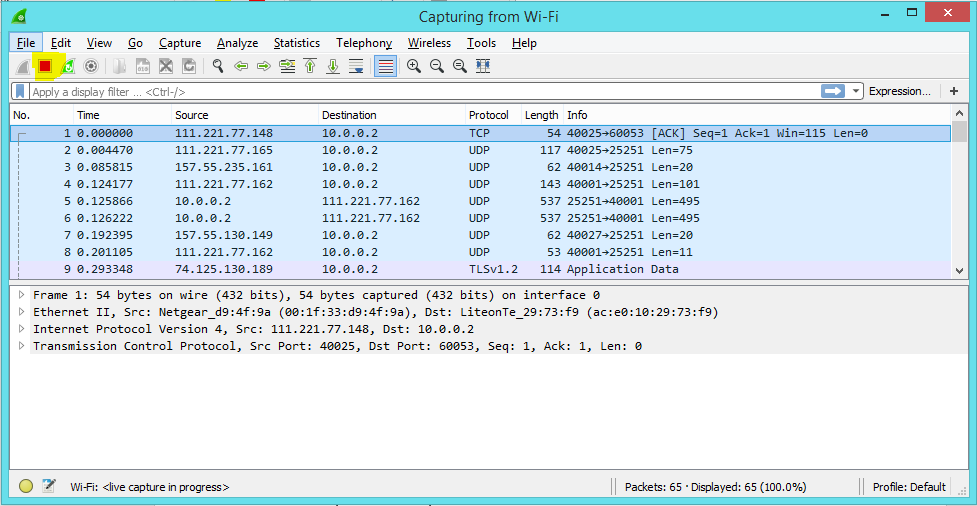 Capturing from Wi-Fi
File Edit View Go Capture Analyze Statistics Telephony Wireless Tools Help
Apply a display filter ... <Ctrl-/> Expression... +
No. Time Source Destination Protocol Length Info
1 0.000000 111.221.77.148 10.0.0.2 TCP 54 40025→60053 [ACK] Seq=1 Ack=1 Win=115 Len=0
2 0.004470 111.221.77.165 10.0.0.2 UDP 117 40025→25251 Len=75
3 0.085815 157.55.235.161 10.0.0.2 UDP 62 40014→25251 Len=20
4 0.124177 111.221.77.162 10.0.0.2 UDP 143 40001→25251 Len=101
5 0.125866 10.0.0.2 111.221.77.162 UDP 537 25251→40001 Len=495
6 0.126222 10.0.0.2 111.221.77.162 UDP 537 25251→40001 Len=495
7 0.192395 157.55.130.149 10.0.0.2 UDP 62 40027→25251 Len=20
8 0.201105 111.221.77.162 10.0.0.2 UDP 53 40001→25251 Len=11
9 0.293348 74.125.130.189 10.0.0.2 TLSv1.2 114 Application Data
Frame 1: 54 bytes on wire (432 bits), 54 bytes captured (432 bits) on interface 0
Ethernet II, Src: Netgear_d9:4f:9a (00:1f:33:d9:4f:9a), Dst: LiteonTe_29:73:f9 (ac:e0:10:29:73:f9)
Internet Protocol Version 4, Src: 111.221.77.148, Dst: 10.0.0.2
Transmission Control Protocol, Src Port: 40025, Dst Port: 60053, Seq: 1, Ack: 1, Len: 0
Wi-Fi: <live capture in progress> Packets: 65 · Displayed: 65 (100.0%) Profile: Default